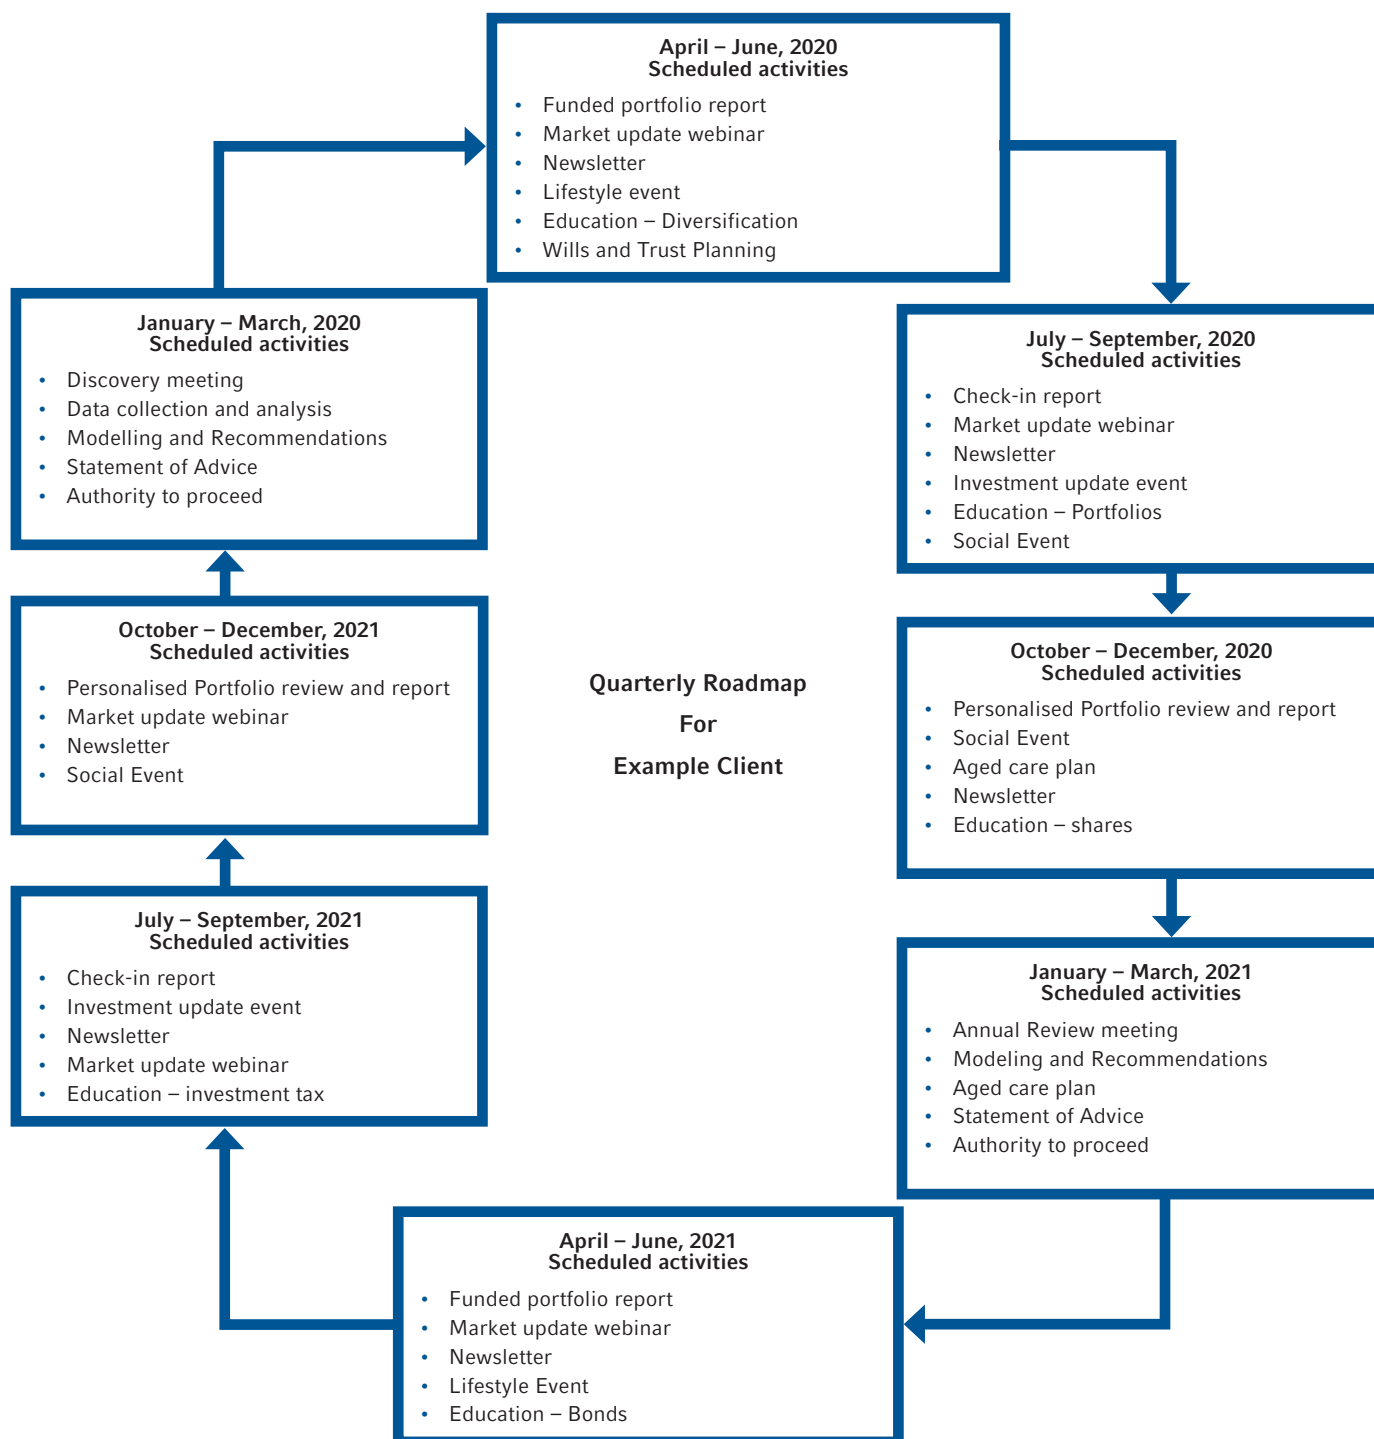 April – June, 2020
Scheduled activities
• Funded portfolio report
• Market update webinar
• Newsletter
• Lifestyle event
• Education – Diversification
• Wills and Trust Planning
January – March, 2020
Scheduled activities
• Discovery meeting
• Data collection and analysis
• Modelling and Recommendations
• Statement of Advice
• Authority to proceed
July – September, 2020
Scheduled activities
• Check-in report
• Market update webinar
• Newsletter
• Investment update event
• Education – Portfolios
• Social Event
October – December, 2021
Scheduled activities
• Personalised Portfolio review and report
• Market update webinar
• Newsletter
• Social Event
Quarterly Roadmap
For
Example Client
October – December, 2020
Scheduled activities
• Personalised Portfolio review and report
• Social Event
• Aged care plan
• Newsletter
• Education – shares
July – September, 2021
Scheduled activities
• Check-in report
• Investment update event
• Newsletter
• Market update webinar
• Education – investment tax
January – March, 2021
Scheduled activities
• Annual Review meeting
• Modeling and Recommendations
• Aged care plan
• Statement of Advice
• Authority to proceed
April – June, 2021
Scheduled activities
• Funded portfolio report
• Market update webinar
• Newsletter
• Lifestyle Event
• Education – Bonds